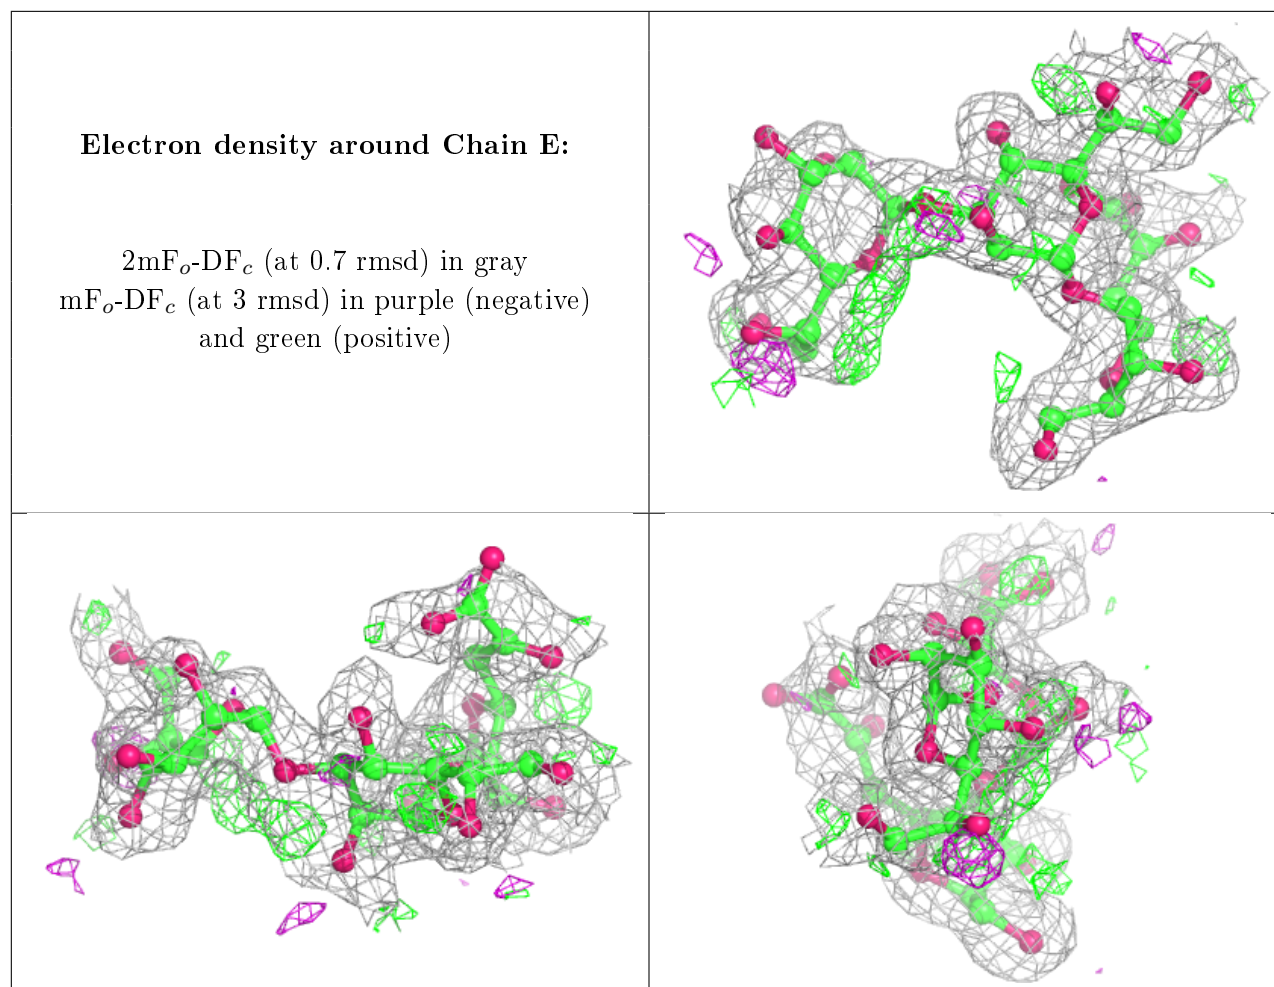 Electron density around Chain E:
2mFₒ-DF𝒸 (at 0.7 rmsd) in gray
mFₒ-DF𝒸 (at 3 rmsd) in purple (negative)
and green (positive)